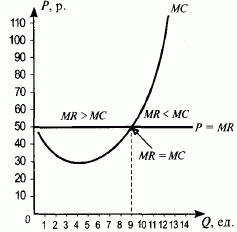 P, р.
MC
110
100
90
80
70
60
50
40
30
20
10
0
MR > MC
MR < MC
P = MR
MR = MC
1 2 3 4 5 6 7 8 9 10 11 12 13 14
Q, ед.